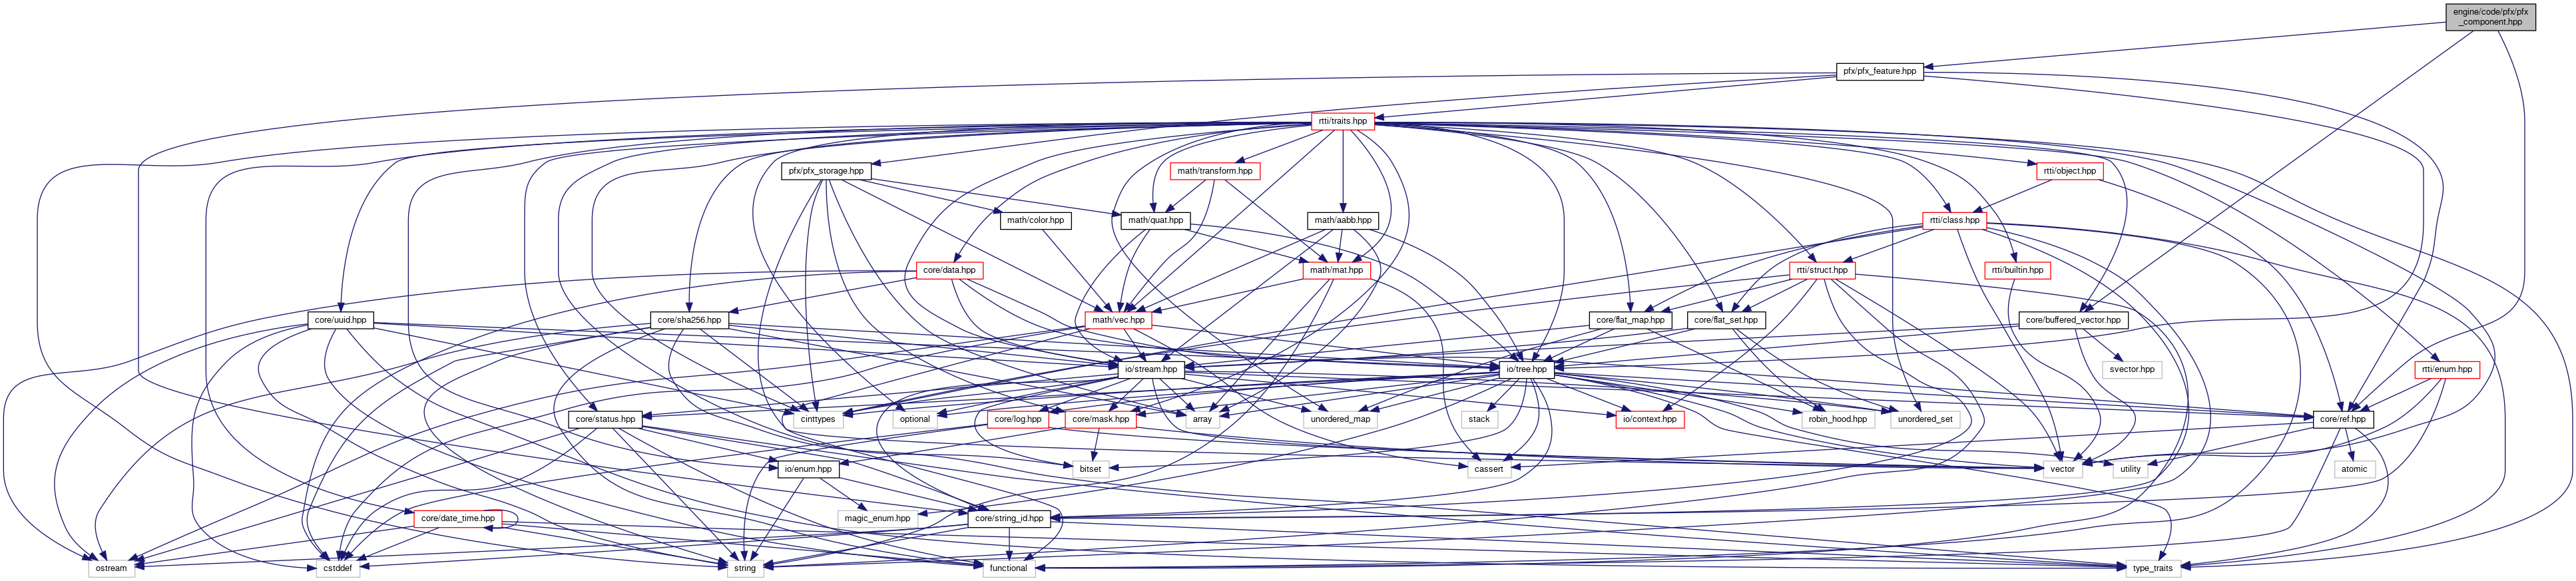 engine/code/pfx/pfx
_component.hpp
pfx/pfx_feature.hpp
rtti/traits.hpp
pfx/pfx_storage.hpp
math/transform.hpp
rtti/object.hpp
math/color.hpp
math/quat.hpp
math/aabb.hpp
rtti/class.hpp
core/data.hpp
math/mat.hpp
rtti/struct.hpp
rtti/builtin.hpp
core/uuid.hpp
core/sha256.hpp
math/vec.hpp
core/flat_map.hpp
core/flat_set.hpp
core/buffered_vector.hpp
io/stream.hpp
io/tree.hpp
svector.hpp
rtti/enum.hpp
core/status.hpp
cinttypes
optional
core/log.hpp
core/mask.hpp
array
unordered_map
stack
io/context.hpp
robin_hood.hpp
unordered_set
core/ref.hpp
io/enum.hpp
bitset
cassert
vector
utility
atomic
core/date_time.hpp
magic_enum.hpp
core/string_id.hpp
ostream
cstddef
string
functional
type_traits